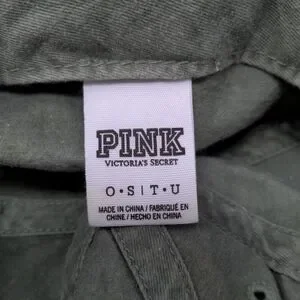 PINK
VICTORIA'S SECRET
O•S|T•U
MADE IN CHINA / FABRIQUÉ EN
CHINE / HECHO EN CHINA